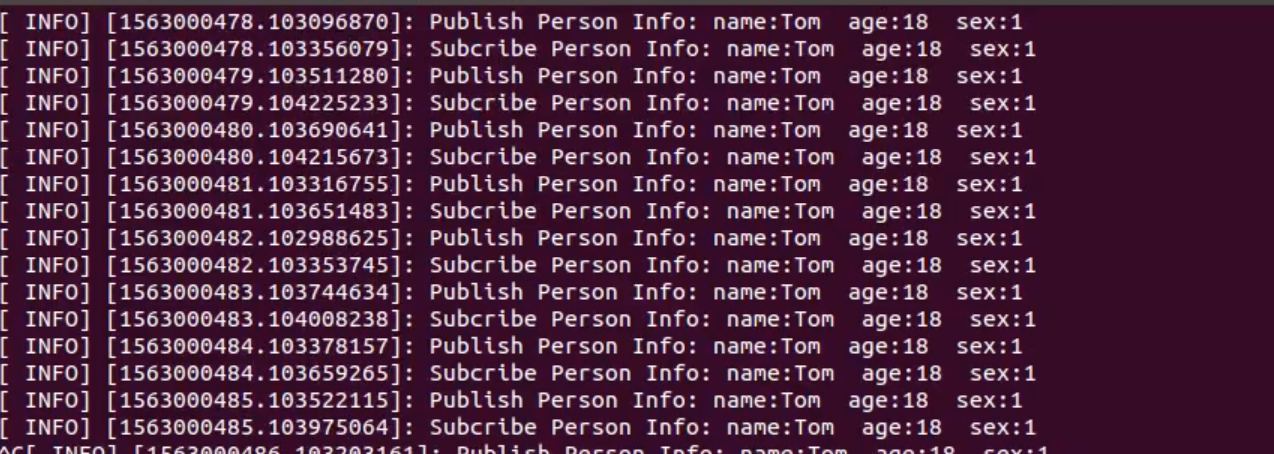 [ INFO] [1563000478.103096870]: Publish Person Info: name:Tom  age:18  sex:1
[ INFO] [1563000478.103356079]: Subcribe Person Info: name:Tom  age:18  sex:1
[ INFO] [1563000479.103511280]: Publish Person Info: name:Tom  age:18  sex:1
[ INFO] [1563000479.104225233]: Subcribe Person Info: name:Tom  age:18  sex:1
[ INFO] [1563000480.103690641]: Publish Person Info: name:Tom  age:18  sex:1
[ INFO] [1563000480.104215673]: Subcribe Person Info: name:Tom  age:18  sex:1
[ INFO] [1563000481.103316755]: Publish Person Info: name:Tom  age:18  sex:1
[ INFO] [1563000481.103651483]: Subcribe Person Info: name:Tom  age:18  sex:1
[ INFO] [1563000482.102988625]: Publish Person Info: name:Tom  age:18  sex:1
[ INFO] [1563000482.103353745]: Subcribe Person Info: name:Tom  age:18  sex:1
[ INFO] [1563000483.103744634]: Publish Person Info: name:Tom  age:18  sex:1
[ INFO] [1563000483.104008238]: Subcribe Person Info: name:Tom  age:18  sex:1
[ INFO] [1563000484.103378157]: Publish Person Info: name:Tom  age:18  sex:1
[ INFO] [1563000484.103659265]: Subcribe Person Info: name:Tom  age:18  sex:1
[ INFO] [1563000485.103522115]: Publish Person Info: name:Tom  age:18  sex:1
[ INFO] [1563000485.103975064]: Subcribe Person Info: name:Tom  age:18  sex:1
^C[ INFO] [1563000486.103203161]: Publish Person Info: name:Tom  age:18  sex:1